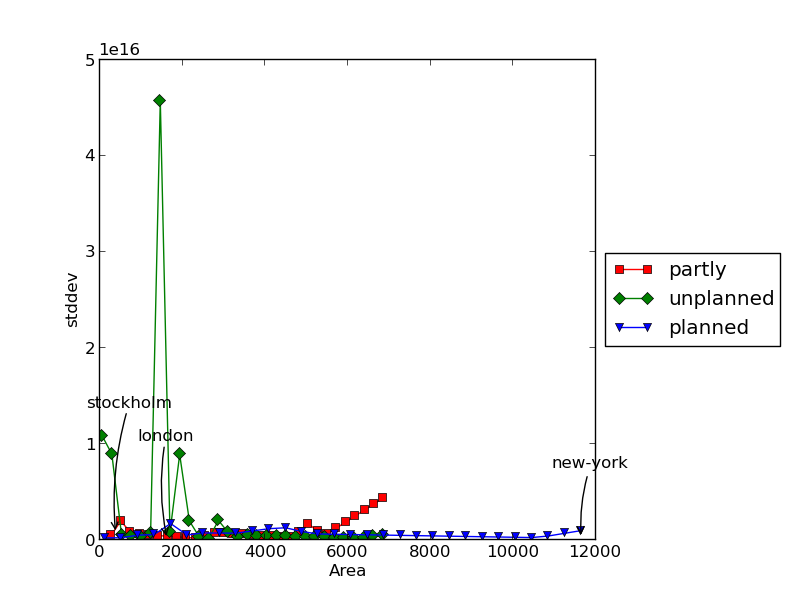 1e16
5
4
3
2
1
0
stddev
stockholm
london
new-york
0 2000 4000 6000 8000 10000 12000
Area
partly
unplanned
planned